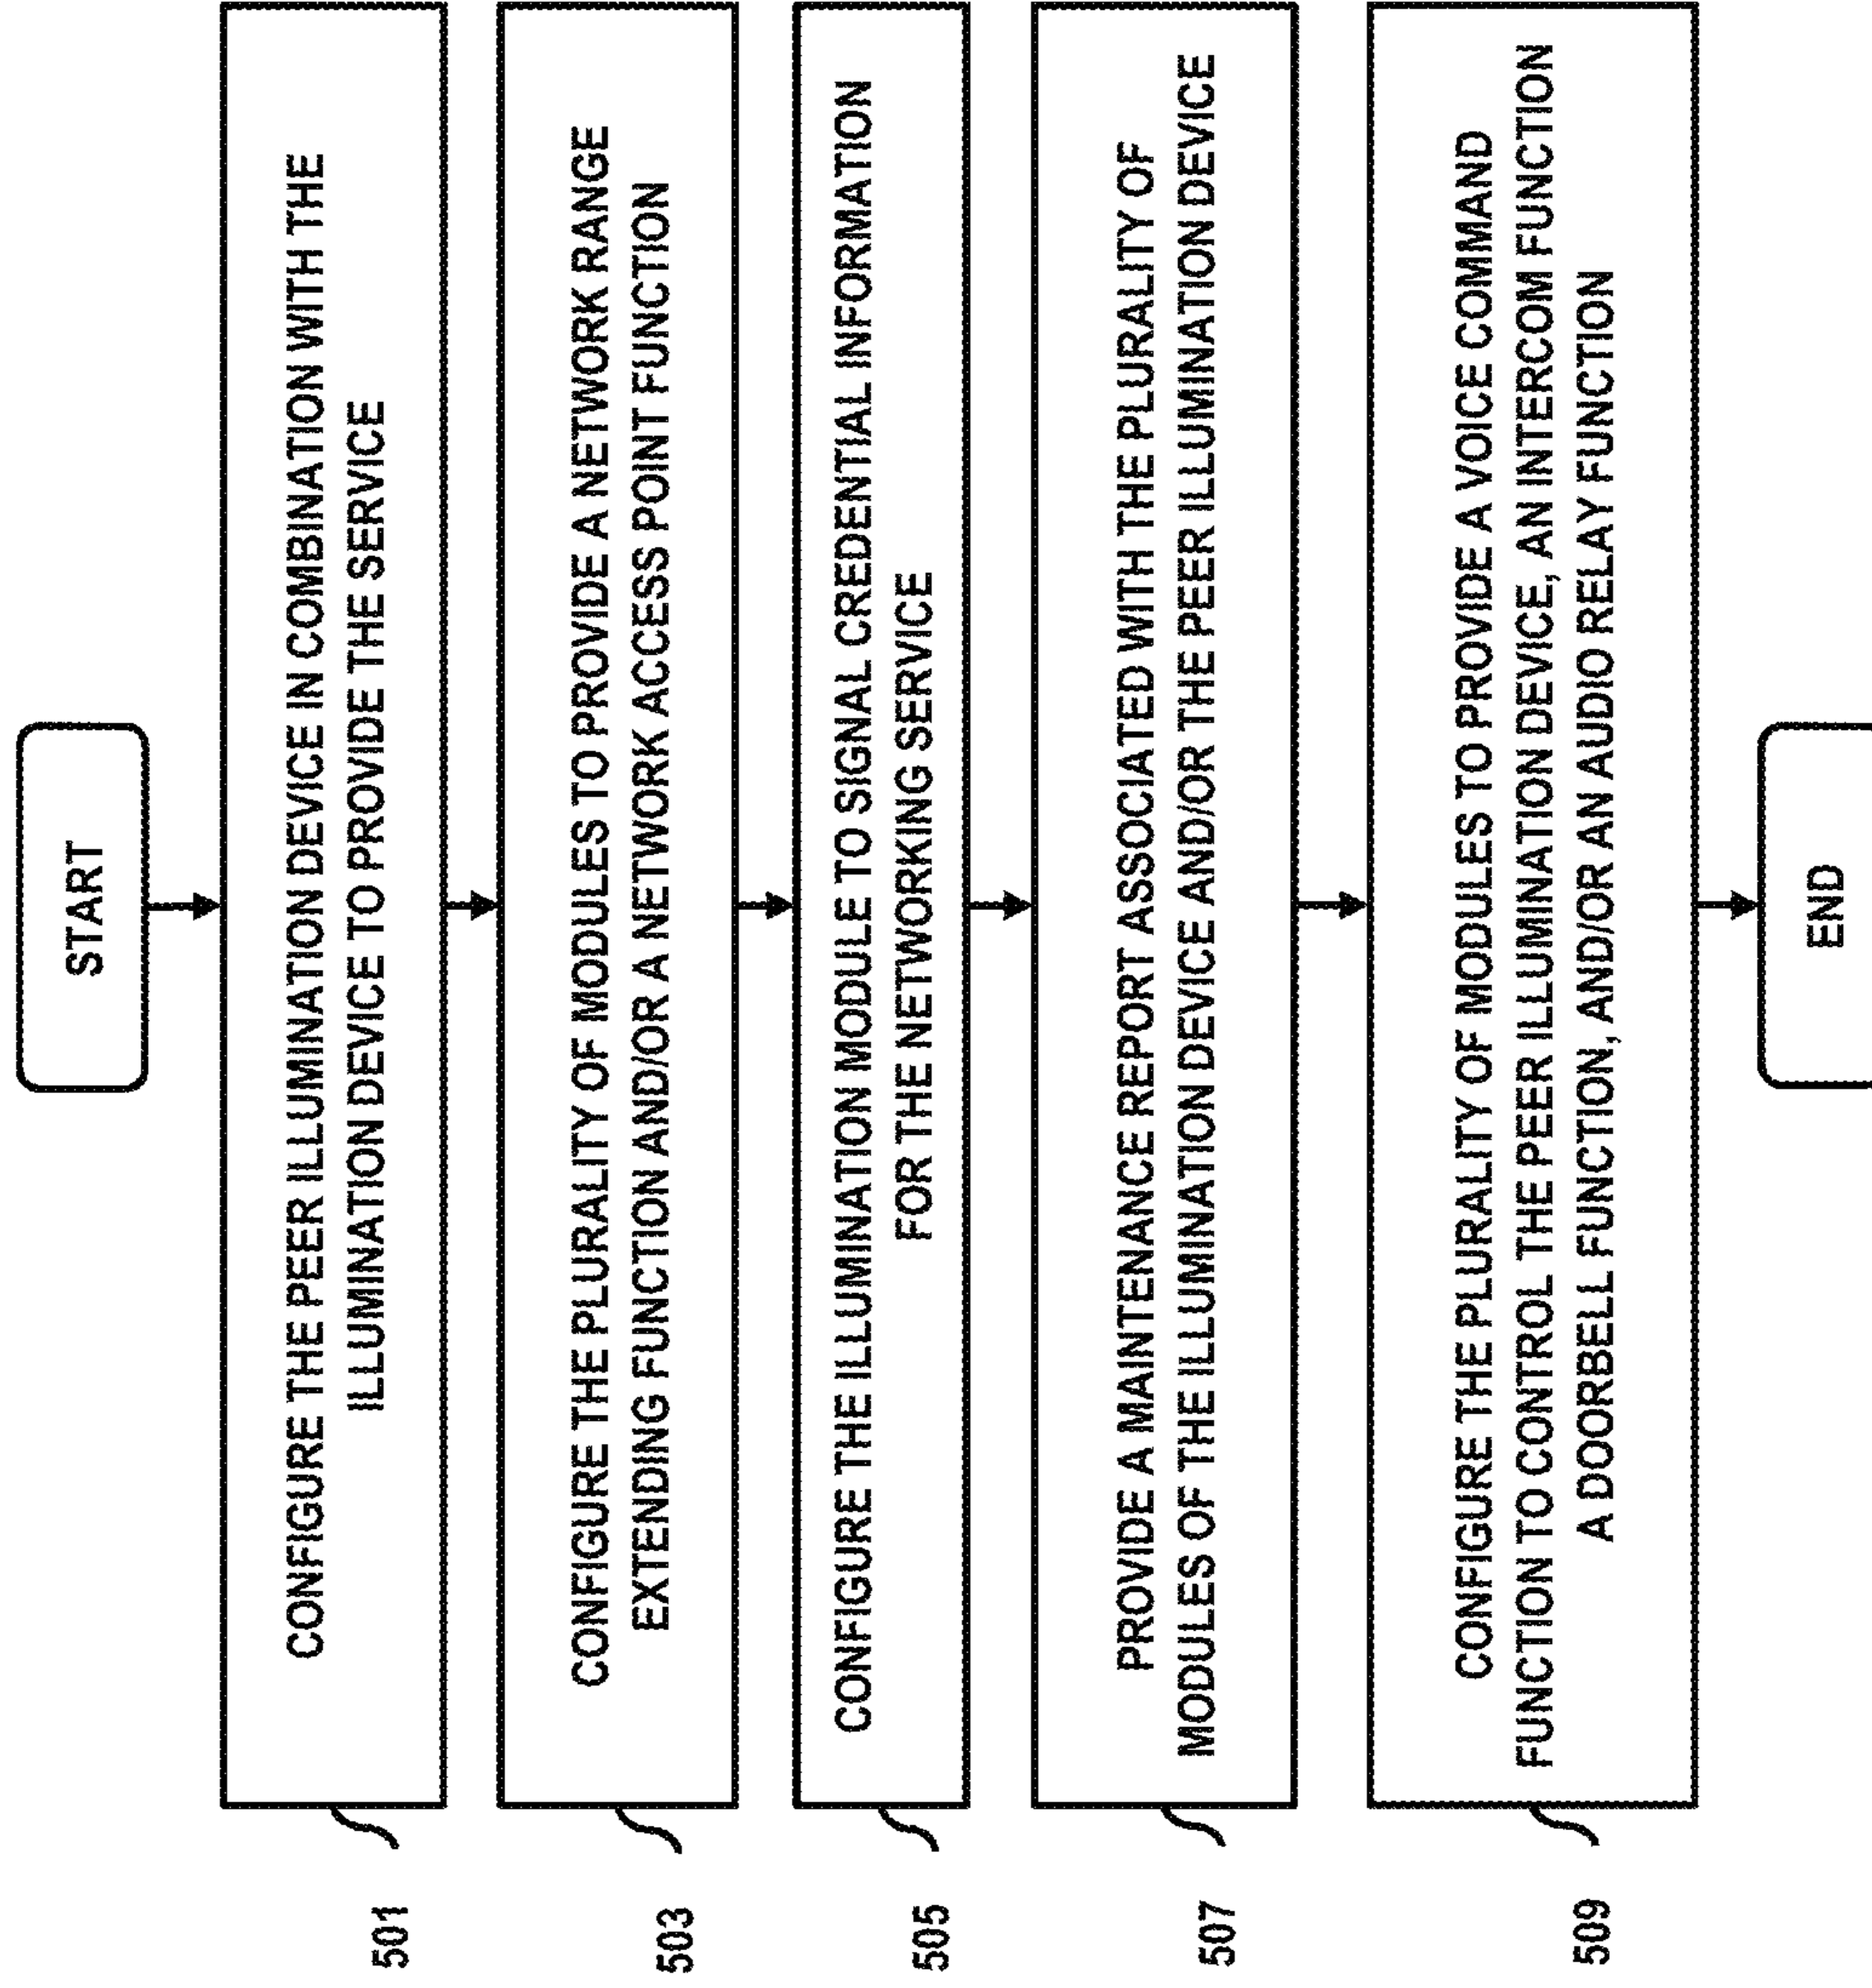 START
501
CONFIGURE THE PEER ILLUMINATION DEVICE IN COMBINATION WITH THE
ILLUMINATION DEVICE TO PROVIDE THE SERVICE
503
CONFIGURE THE PLURALITY OF MODULES TO PROVIDE A NETWORK RANGE
EXTENDING FUNCTION AND/OR A NETWORK ACCESS POINT FUNCTION
505
CONFIGURE THE ILLUMINATION MODULE TO SIGNAL CREDENTIAL INFORMATION
FOR THE NETWORKING SERVICE
507
PROVIDE A MAINTENANCE REPORT ASSOCIATED WITH THE PLURALITY OF
MODULES OF THE ILLUMINATION DEVICE AND/OR THE PEER ILLUMINATION DEVICE
509
CONFIGURE THE PLURALITY OF MODULES TO PROVIDE A VOICE COMMAND
FUNCTION TO CONTROL THE PEER ILLUMINATION DEVICE, AN INTERCOM FUNCTION
A DOORBELL FUNCTION, AND/OR AN AUDIO RELAY FUNCTION
END